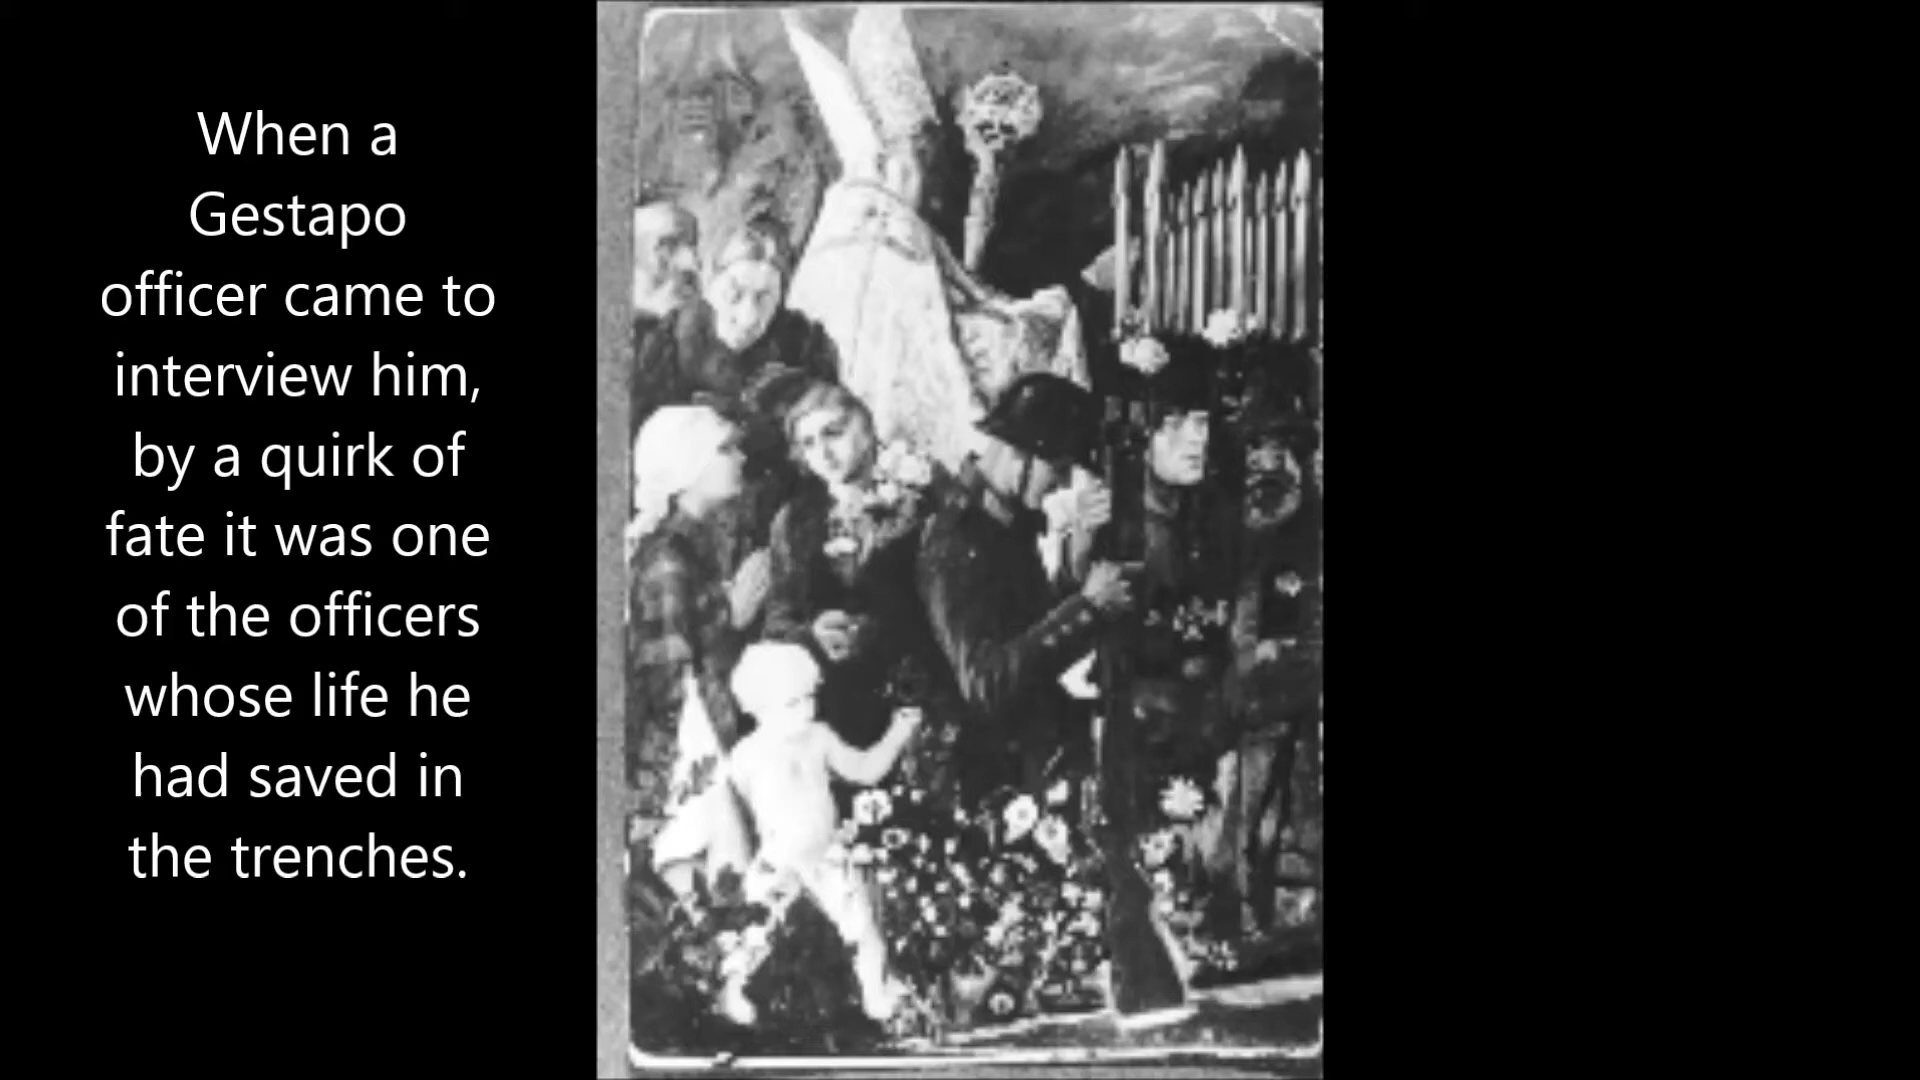 When a
Gestapo
officer came to
interview him,
by a quirk of
fate it was one
of the officers
whose life he
had saved in
the trenches.